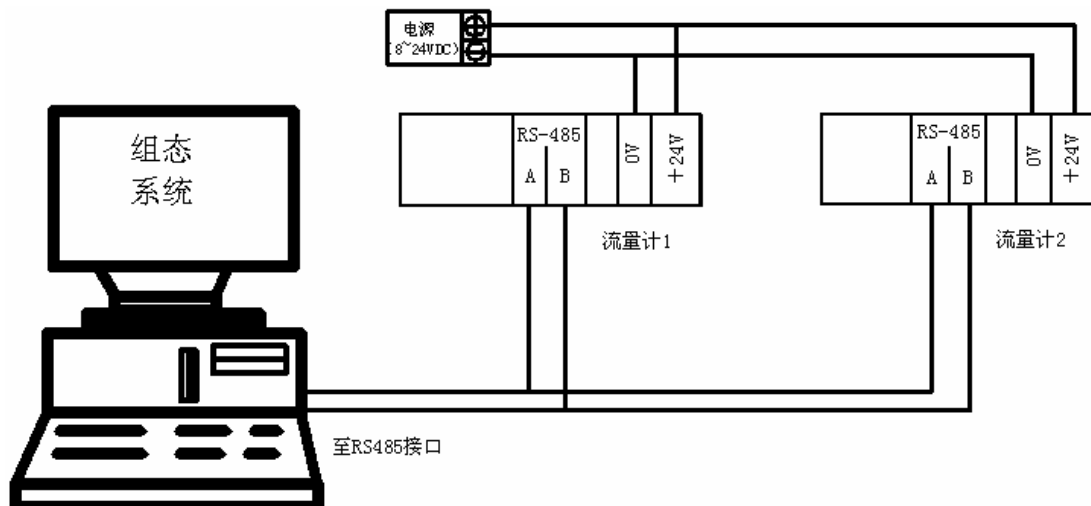 电源
(8~24VDC)
组态
系统
RS-485
A
B
0V
+24V
流量计1
RS-485
A
B
0V
+24V
流量计2
至RS485接口